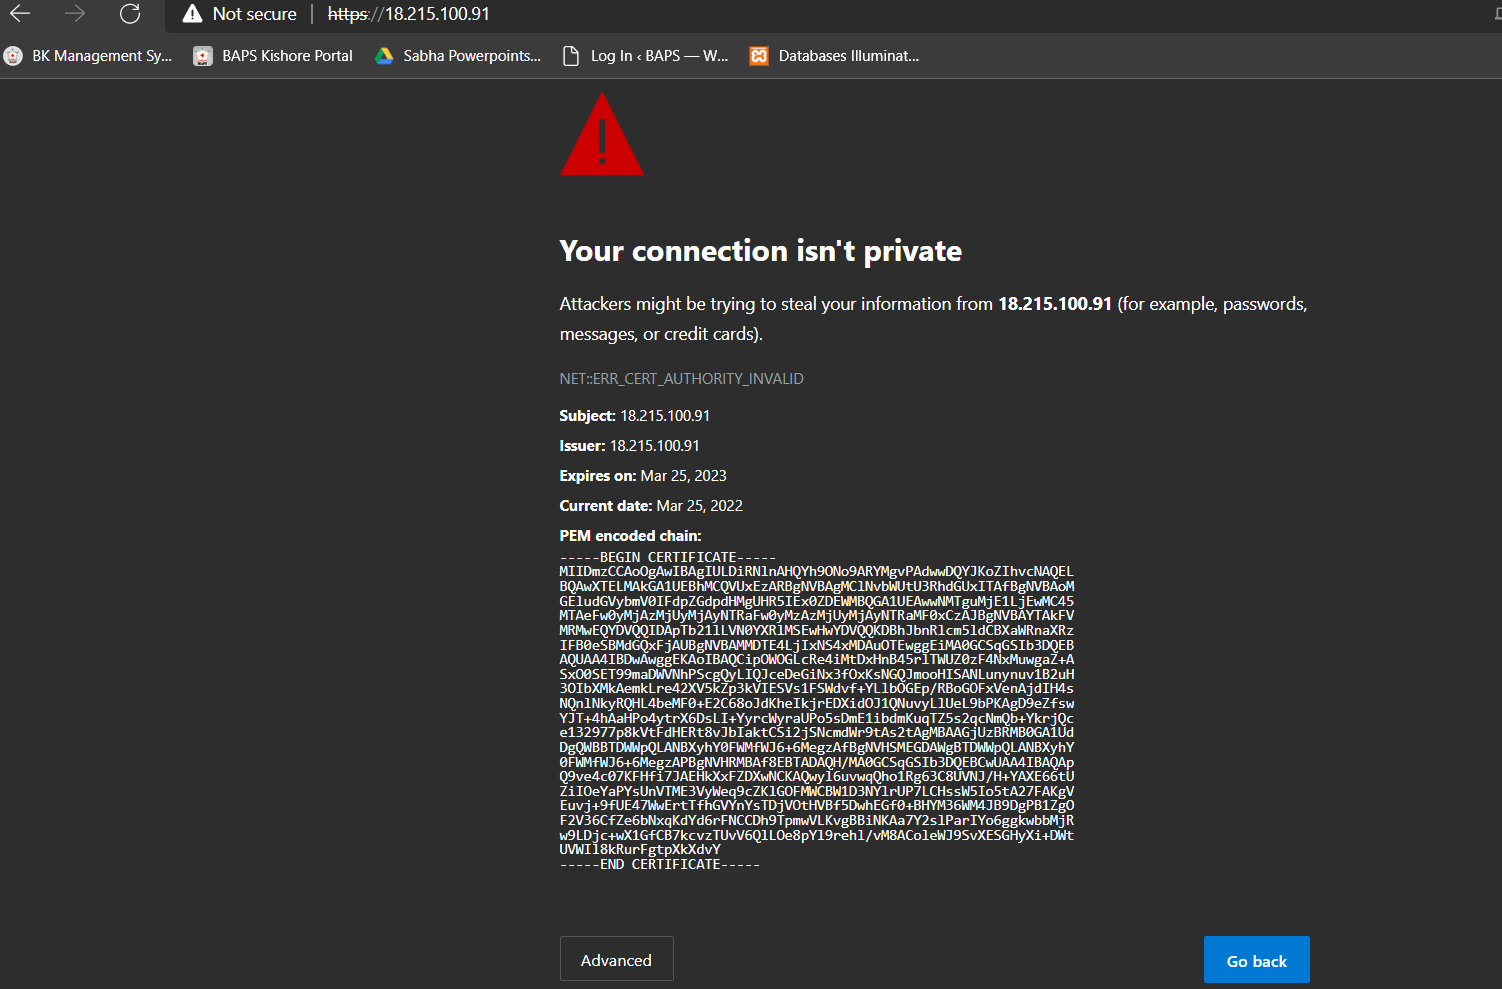 Not secure | https://18.215.100.91
BK Management Sy... BAPS Kishore Portal Sabha Powerpoints... Log In ‹ BAPS — W... Databases Illuminat...
Your connection isn't private
Attackers might be trying to steal your information from 18.215.100.91 (for example, passwords,
messages, or credit cards).
NET::ERR_CERT_AUTHORITY_INVALID
Subject: 18.215.100.91
Issuer: 18.215.100.91
Expires on: Mar 25, 2023
Current date: Mar 25, 2022
PEM encoded chain:
-----BEGIN CERTIFICATE-----
MIIDmzCCAoOgAwIBAgIULDiRNlnAHQYh9ONo9ARYMgvPAdwwDQYJKoZIhvcNAQEL
BQAwXTELMAkGA1UEBhMCQVUxEzARBgNVBAgMClNvbWUtU3RhdGUxITAfBgNVBAoM
GEludGVybmV0IFdpZGdpdHMgUHR5IEx0ZDEWMBQGA1UEAwwNMTguMjE1LjEwMC45
MTAeFw0yMjAzMjUyMjAyNTRaFw0yMzAzMjUyMjAyNTRaMF0xCzAJBgNVBAYTAkFV
MRMwEQYDVQQIDApTb21lLVN0YXRlMSEwHwYDVQQKDBhJbnRlcm5ldCBXaWRnaXRz
IFB0eSBMdGQxFjAUBgNVBAMMDTE4LjIxNS4xMDAuOTEwggEiMA0GCSqGSIb3DQEB
AQUAA4IBDwAwggEKAoIBAQCipOWOGLcRe4iMtDxHnB45rlTWUZ0zF4NxMuwgaZ+A
SxO0SET99maDWVNhPScgQyLIQJceDeGiNx3fOxKsNGQJmooHISANLunynuv1B2uH
3OIbXMkAemkLre42XV5kZp3kVIESVs1FSWdvf+YLlbOGEp/RBoGOFxVenAjdIH4s
NQnlNkyRQHL4beMF0+E2C68oJdKheIkjrEDXidOJ1QNuvyLlUeL9bPKAgD9eZfsw
YJT+4hAaHPo4ytrX6DsLI+YyrcWyraUPo5sDmE1ibdmKuqTZ5s2qcNmQb+YkrjQc
e132977p8kVtFdHERt8vJbIaktCSi2jSNcmdWr9tAs2tAgMBAAGjUzBRMB0GA1Ud
DgQWBBTDWWpQLANBXyhY0FWMfWJ6+6MegzAfBgNVHSMEGDAWgBTDWWpQLANBXyhY
0FWMfWJ6+6MegzAPBgNVHRMBAf8EBTADAQH/MA0GCSqGSIb3DQEBCwUAA4IBAQAp
Q9ve4c07KFHfi7JAEHkXxFZDXwNCKAQwyl6uvwqQho1Rg63C8UVNJ/H+YAXE66tU
ZiIOeYaPYsUnVTME3VyWeq9cZKlGOFMWCBW1D3NYlrUP7LCHssW5Io5tA27FAKgV
Euvj+9fUE47WwErtTfhGVYnYsTDjVOtHVBf5DwhEGf0+BHYM36WM4JB9DgPB1ZgO
F2V36CfZe6bNxqKdYd6rFNCCDh9TpmwVLKvgBBiNKAa7Y2slParIYo6ggkwbbMjR
w9LDjc+wX1GfCB7kcvzTUvV6QlLOe8pYl9rehl/vM8AColeWJ9SvXESGHyXi+DWt
UVWIl8kRurFgtpXkXdvY
-----END CERTIFICATE-----
Advanced Go back